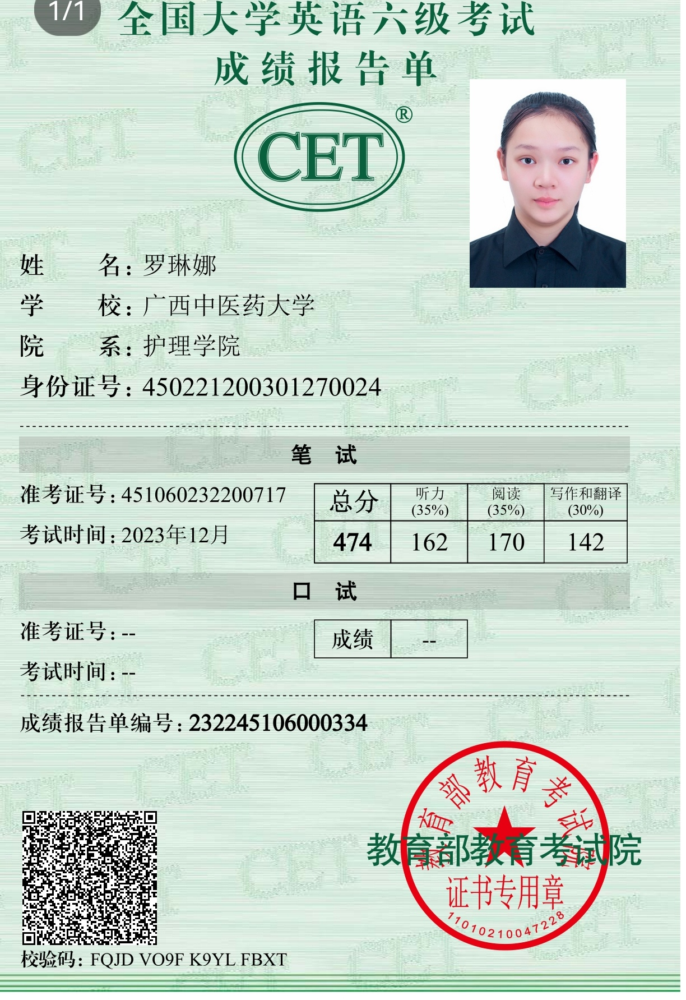 1/1
全国大学英语六级考试
成绩报告单
CET®
姓 名：罗琳娜
学 校：广西中医药大学
院 系：护理学院
身份证号：450221200301270024
笔 试
准考证号：451060232200717
考试时间：2023年12月
总分 听力(35%) 阅读(35%) 写作和翻译(30%)
474 162 170 142
口 试
准考证号：--
考试时间：--
成绩 --
成绩报告单编号：232245106000334
教育部教育考试院
教育部教育考试院
证书专用章
11010210047228
校验码：FQJD VO9F K9YL FBXT